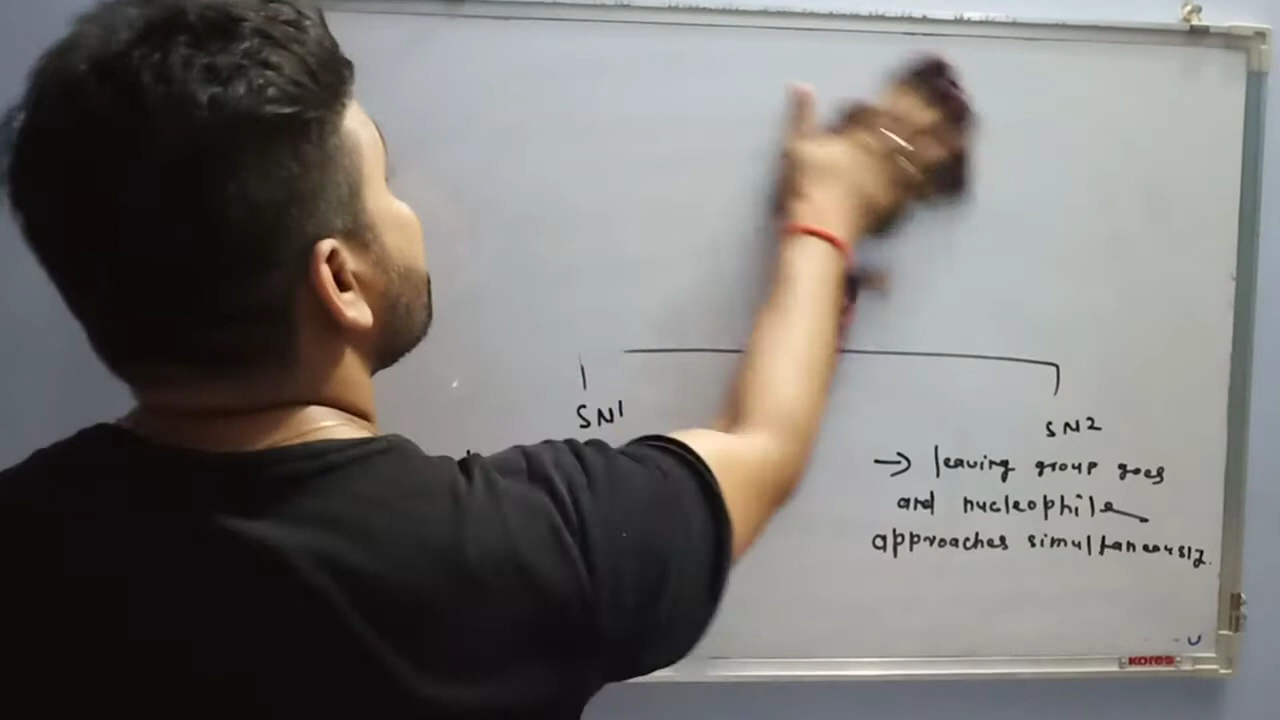 SN1
SN2
→ leaving group goes
and nucleophile
approaches simultaneously.
kores